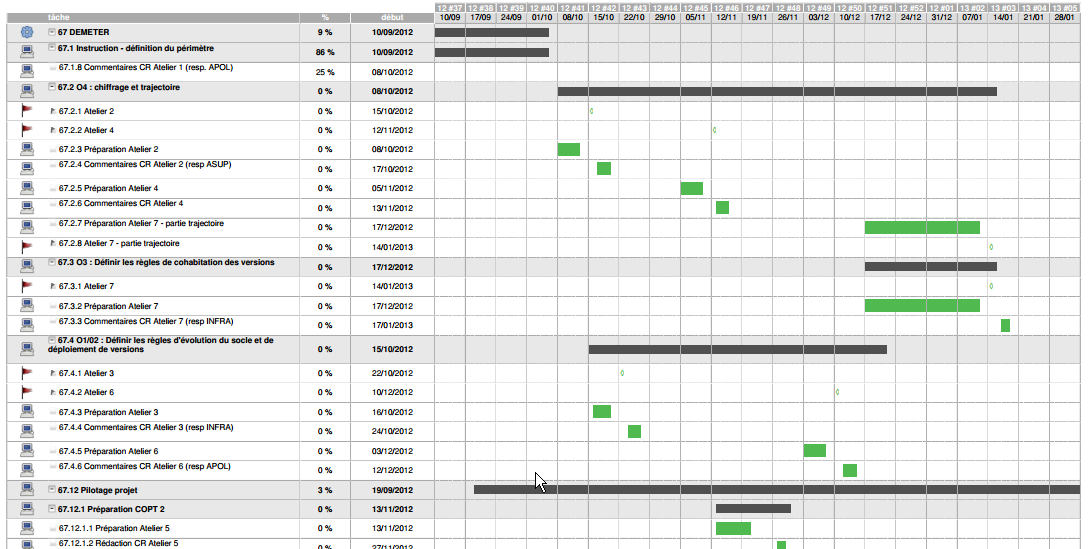 12 #37 12 #38 12 #39 12 #40 12 #41 12 #42 12 #43 12 #44 12 #45 12 #46 12 #47 12 #48 12 #49 12 #50 12 #51 12 #52 13 #01 13 #02 13 #03 13 #04 13 #05
tâche % début 10/09 17/09 24/09 01/10 08/10 15/10 22/10 29/10 05/11 12/11 19/11 26/11 03/12 10/12 17/12 24/12 31/12 07/01 14/01 21/01 28/01
67 DEMETER 9 % 10/09/2012
67.1 Instruction - définition du périmètre 86 % 10/09/2012
67.1.8 Commentaires CR Atelier 1 (resp. APOL) 25 % 08/10/2012
67.2 O4 : chiffrage et trajectoire 0 % 08/10/2012
67.2.1 Atelier 2 0 % 15/10/2012
67.2.2 Atelier 4 0 % 12/11/2012
67.2.3 Préparation Atelier 2 0 % 08/10/2012
67.2.4 Commentaires CR Atelier 2 (resp ASUP) 0 % 17/10/2012
67.2.5 Préparation Atelier 4 0 % 05/11/2012
67.2.6 Commentaires CR Atelier 4 0 % 13/11/2012
67.2.7 Préparation Atelier 7 - partie trajectoire 0 % 17/12/2012
67.2.8 Atelier 7 - partie trajectoire 0 % 14/01/2013
67.3 O3 : Définir les règles de cohabitation des versions 0 % 17/12/2012
67.3.1 Atelier 7 0 % 14/01/2013
67.3.2 Préparation Atelier 7 0 % 17/12/2012
67.3.3 Commentaires CR Atelier 7 (resp INFRA) 0 % 17/01/2013
67.4 O1/02 : Définir les règles d'évolution du socle et de
déploiement de versions 0 % 15/10/2012
67.4.1 Atelier 3 0 % 22/10/2012
67.4.2 Atelier 6 0 % 10/12/2012
67.4.3 Préparation Atelier 3 0 % 16/10/2012
67.4.4 Commentaires CR Atelier 3 (resp INFRA) 0 % 24/10/2012
67.4.5 Préparation Atelier 6 0 % 03/12/2012
67.4.6 Commentaires CR Atelier 6 (resp APOL) 0 % 12/12/2012
67.12 Pilotage projet 3 % 19/09/2012
67.12.1 Préparation COPT 2 0 % 13/11/2012
67.12.1.1 Préparation Atelier 5 0 % 13/11/2012
67.12.1.2 Rédaction CR Atelier 5 0 % 27/11/2012